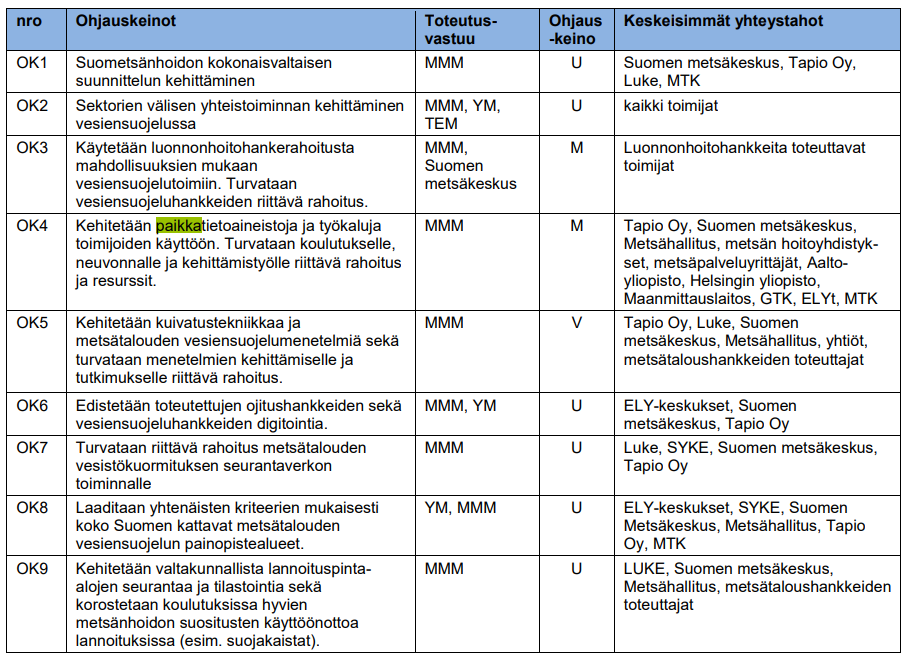 nro
Ohjauskeinot
Toteutus-
vastuu
Ohjaus
-keino
Keskeisimmät yhteystahot
OK1
Suometsänhoidon kokonaisvaltaisen
suunnittelun kehittäminen
MMM
U
Suomen metsäkeskus, Tapio Oy,
Luke, MTK
OK2
Sektorien välisen yhteistoiminnan kehittäminen
vesiensuojelussa
MMM, YM,
TEM
U
kaikki toimijat
OK3
Käytetään luonnonhoitohankerahoitusta
mahdollisuuksien mukaan
vesiensuojelutoimiin. Turvataan
vesiensuojeluhankkeiden riittävä rahoitus.
MMM,
Suomen
metsäkeskus
M
Luonnonhoitohankkeita toteuttavat
toimijat
OK4
Kehitetään paikkatietoaineistoja ja työkaluja
toimijoiden käyttöön. Turvataan koulutukselle,
neuvonnalle ja kehittämistyölle riittävä rahoitus
ja resurssit.
MMM
M
Tapio Oy, Suomen metsäkeskus,
Metsähallitus, metsän hoitoyhdistyk-
set, metsäpalveluyrittäjät, Aalto-
yliopisto, Helsingin yliopisto,
Maanmittauslaitos, GTK, ELYt, MTK
OK5
Kehitetään kuivatustekniikkaa ja
metsätalouden vesiensuojelumenetelmiä sekä
turvataan menetelmien kehittämiselle ja
tutkimukselle riittävä rahoitus.
MMM
V
Tapio Oy, Luke, Suomen
metsäkeskus, Metsähallitus, yhtiöt,
metsätaloushankkeiden toteuttajat
OK6
Edistetään toteutettujen ojitushankkeiden sekä
vesiensuojeluhankkeiden digitointia.
MMM, YM
U
ELY-keskukset, Suomen
metsäkeskus, Tapio Oy
OK7
Turvataan riittävä rahoitus metsätalouden
vesistökuormituksen seurantaverkon
toiminnalle
MMM
U
Luke, SYKE, Suomen metsäkeskus,
Tapio Oy
OK8
Laaditaan yhtenäisten kriteerien mukaisesti
koko Suomen kattavat metsätalouden
vesiensuojelun painopistealueet.
YM, MMM
U
ELY-keskukset, SYKE, Suomen
Metsäkeskus, Metsähallitus, Tapio
Oy, MTK
OK9
Kehitetään valtakunnallista lannoituspinta-
alojen seurantaa ja tilastointia sekä
korostetaan koulutuksissa hyvien
metsänhoidon suositusten käyttöönottoa
lannoituksissa (esim. suojakaistat).
MMM
U
LUKE, Suomen metsäkeskus,
Metsähallitus, metsätaloushankkeiden
toteuttajat